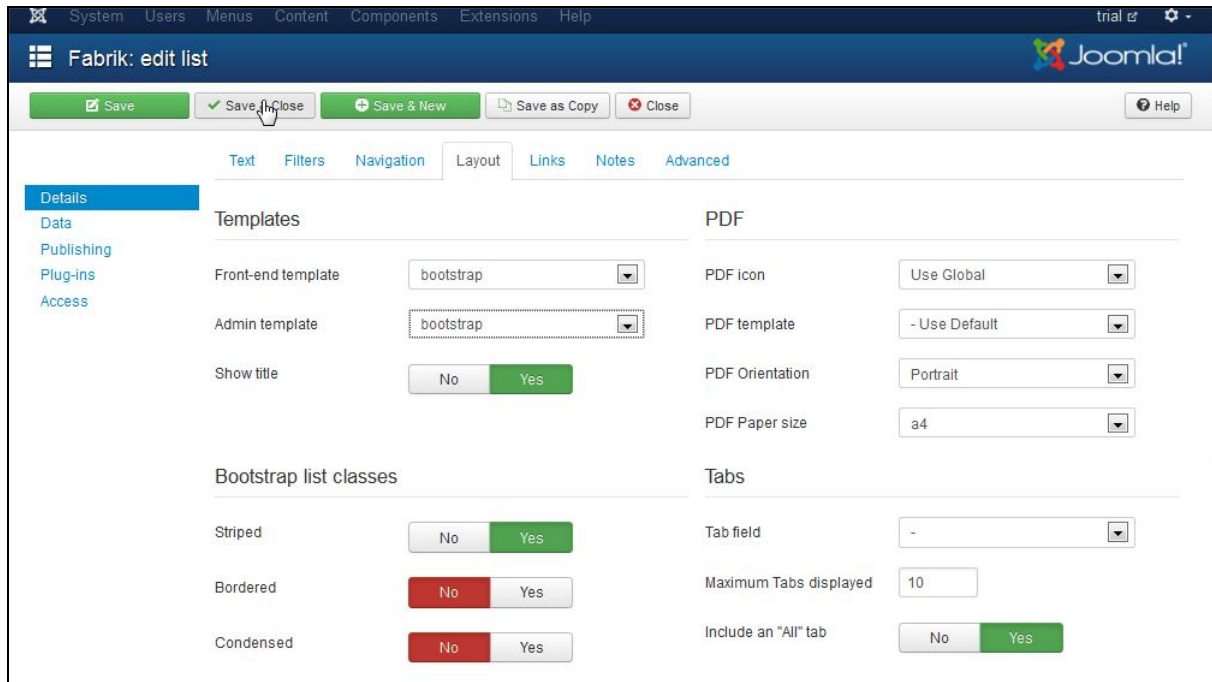 System Users Menus Content Components Extensions Help trial
Fabrik: edit list Joomla!
Save Save & Close Save & New Save as Copy Close Help
Text Filters Navigation Layout Links Notes Advanced
Details
Data
Publishing
Plug-ins
Access
Templates
Front-end template bootstrap
Admin template bootstrap
Show title No Yes
Bootstrap list classes
Striped No Yes
Bordered No Yes
Condensed No Yes
PDF
PDF icon Use Global
PDF template - Use Default
PDF Orientation Portrait
PDF Paper size a4
Tabs
Tab field -
Maximum Tabs displayed 10
Include an "All" tab No Yes